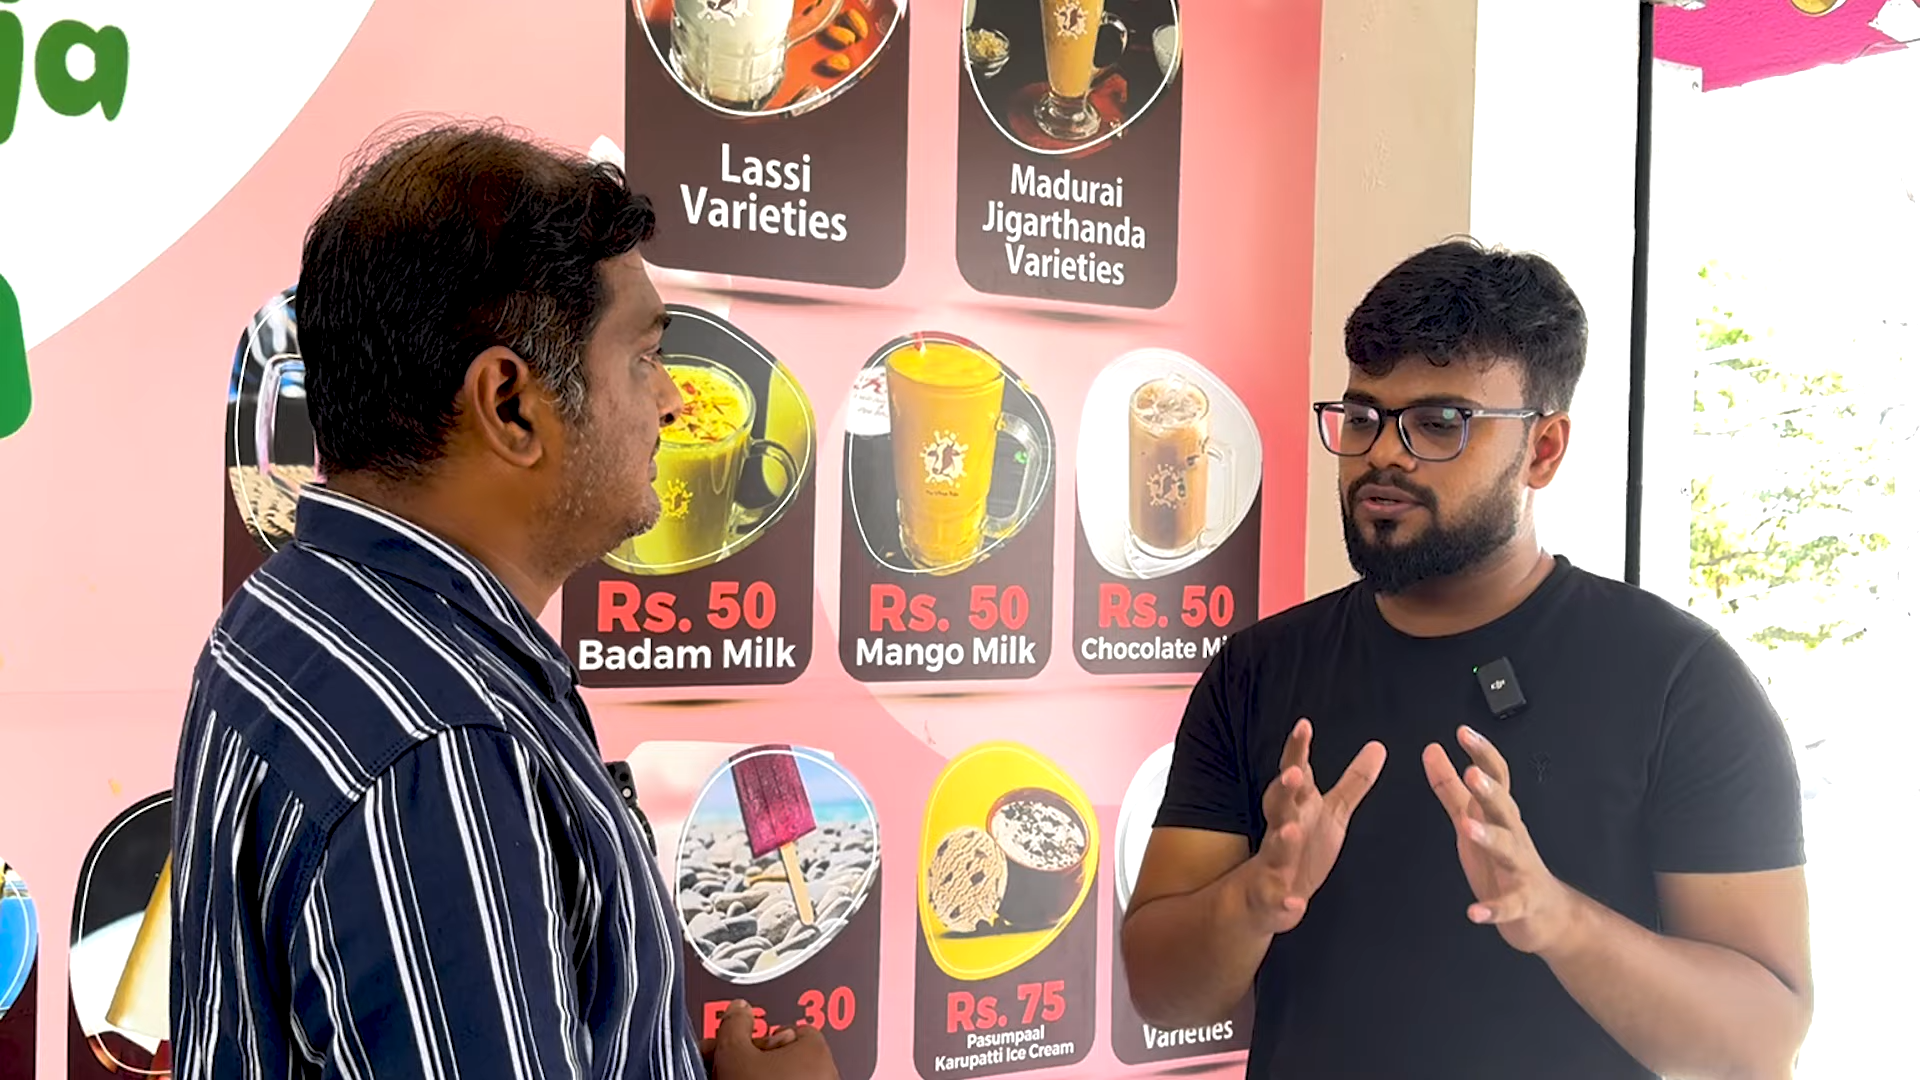 ja
Lassi
Varieties
Madurai
Jigarthanda
Varieties
Rs. 50
Badam Milk
Rs. 50
Mango Milk
Rs. 50
Chocolate Mi
Rs. 30
Rs. 75
Pasumpaal
Karupatti Ice Cream
Varieties
dji